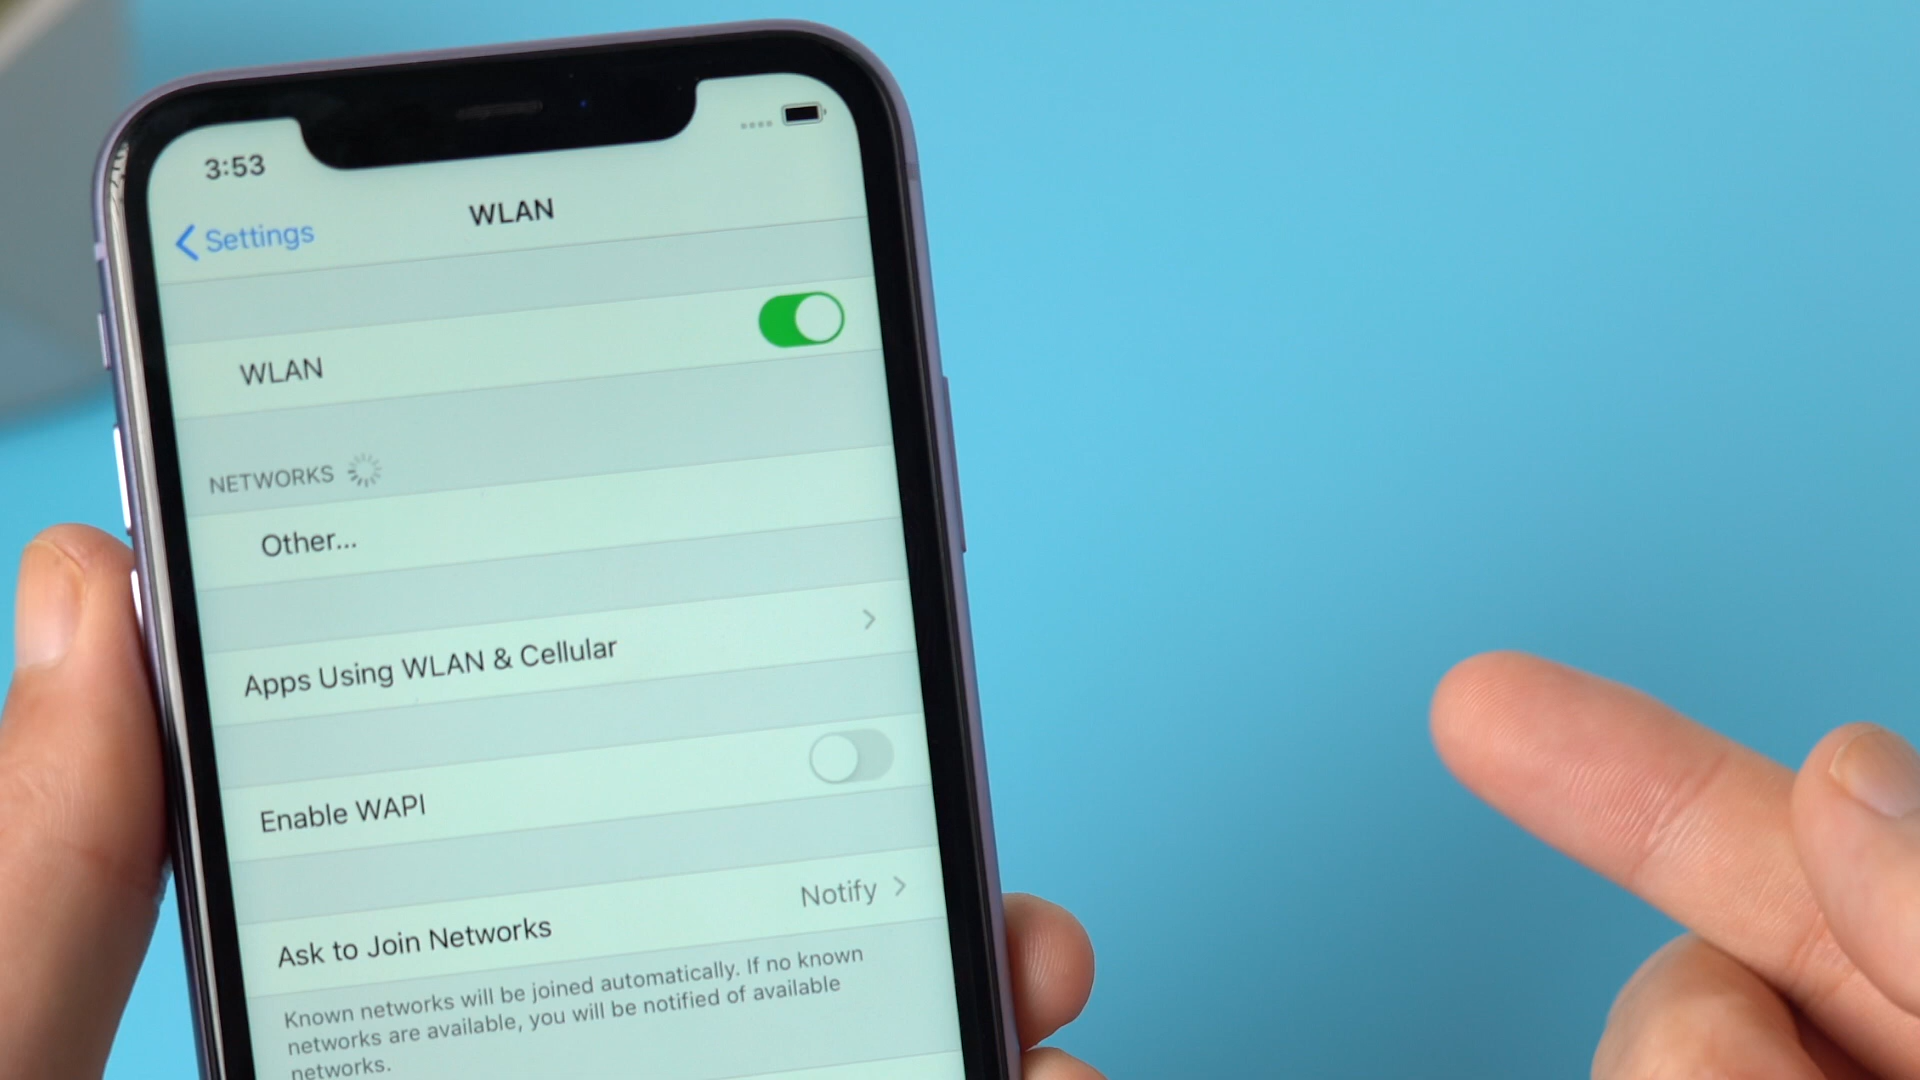 3:53
Settings
WLAN
WLAN
NETWORKS
Other...
Apps Using WLAN & Cellular
Enable WAPI
Ask to Join Networks Notify
Known networks will be joined automatically. If no known
networks are available, you will be notified of available
networks.